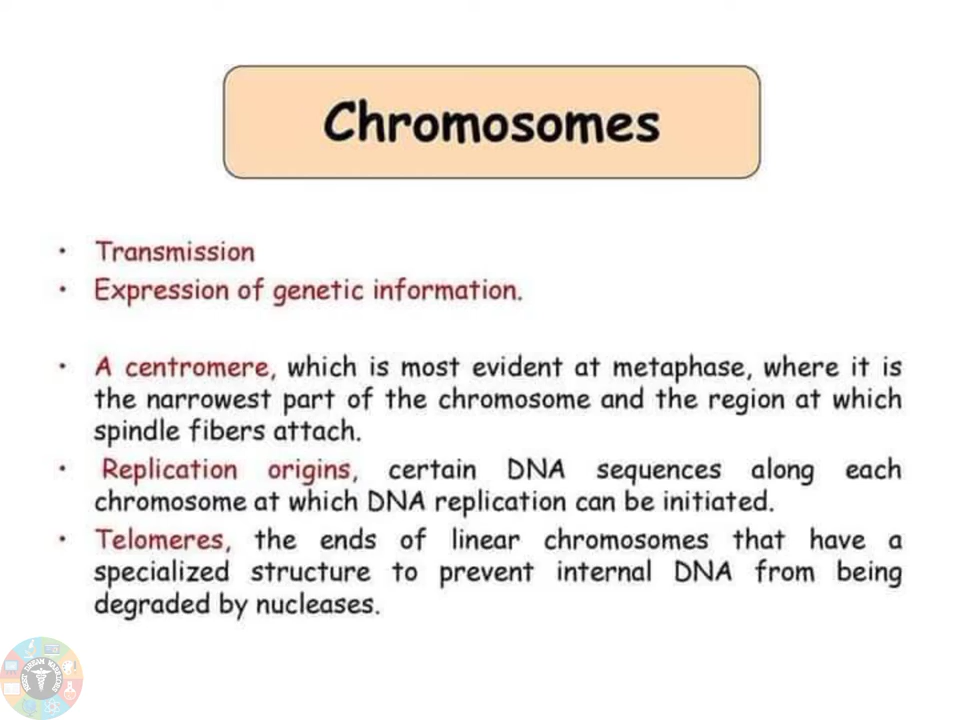 Chromosomes
• Transmission
• Expression of genetic information.
• A centromere, which is most evident at metaphase, where it is
the narrowest part of the chromosome and the region at which
spindle fibers attach.
• Replication origins, certain DNA sequences along each
chromosome at which DNA replication can be initiated.
• Telomeres, the ends of linear chromosomes that have a
specialized structure to prevent internal DNA from being
degraded by nucleases.